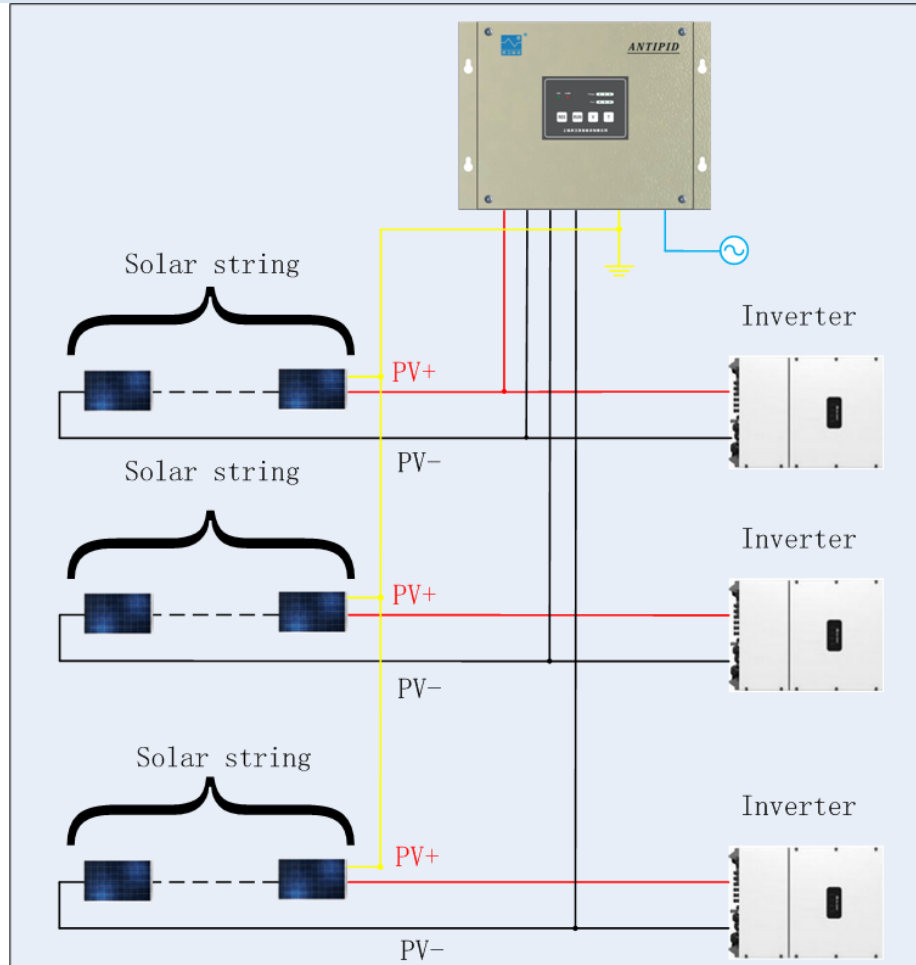 ANTIPID
Solar string
Inverter
PV+
PV-
Solar string
Inverter
PV+
PV-
Solar string
Inverter
PV+
PV-